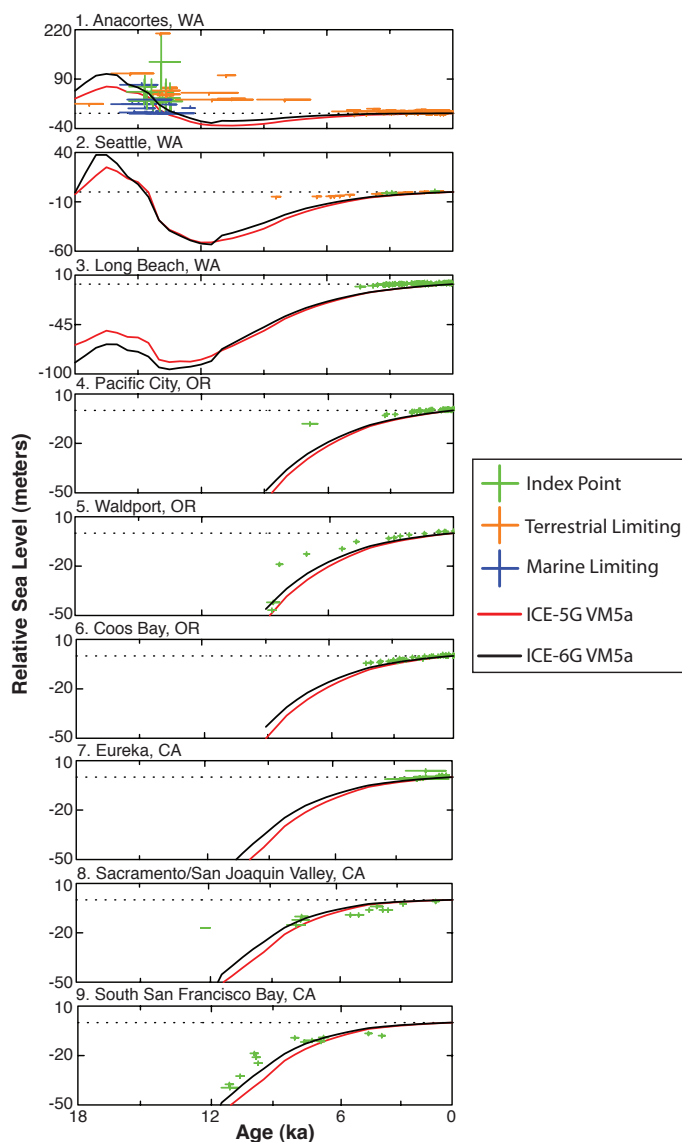 1. Anacortes, WA
220
90
-40
2. Seattle, WA
40
-10
-60
3. Long Beach, WA
10
-45
-100
4. Pacific City, OR
10
-20
-50
5. Waldport, OR
10
-20
-50
6. Coos Bay, OR
10
-20
-50
7. Eureka, CA
10
-20
-50
8. Sacramento/San Joaquin Valley, CA
10
-20
-50
9. South San Francisco Bay, CA
10
-20
-50
18 12 6 0
Age (ka)
Relative Sea Level (meters)
Index Point
Terrestrial Limiting
Marine Limiting
ICE-5G VM5a
ICE-6G VM5a